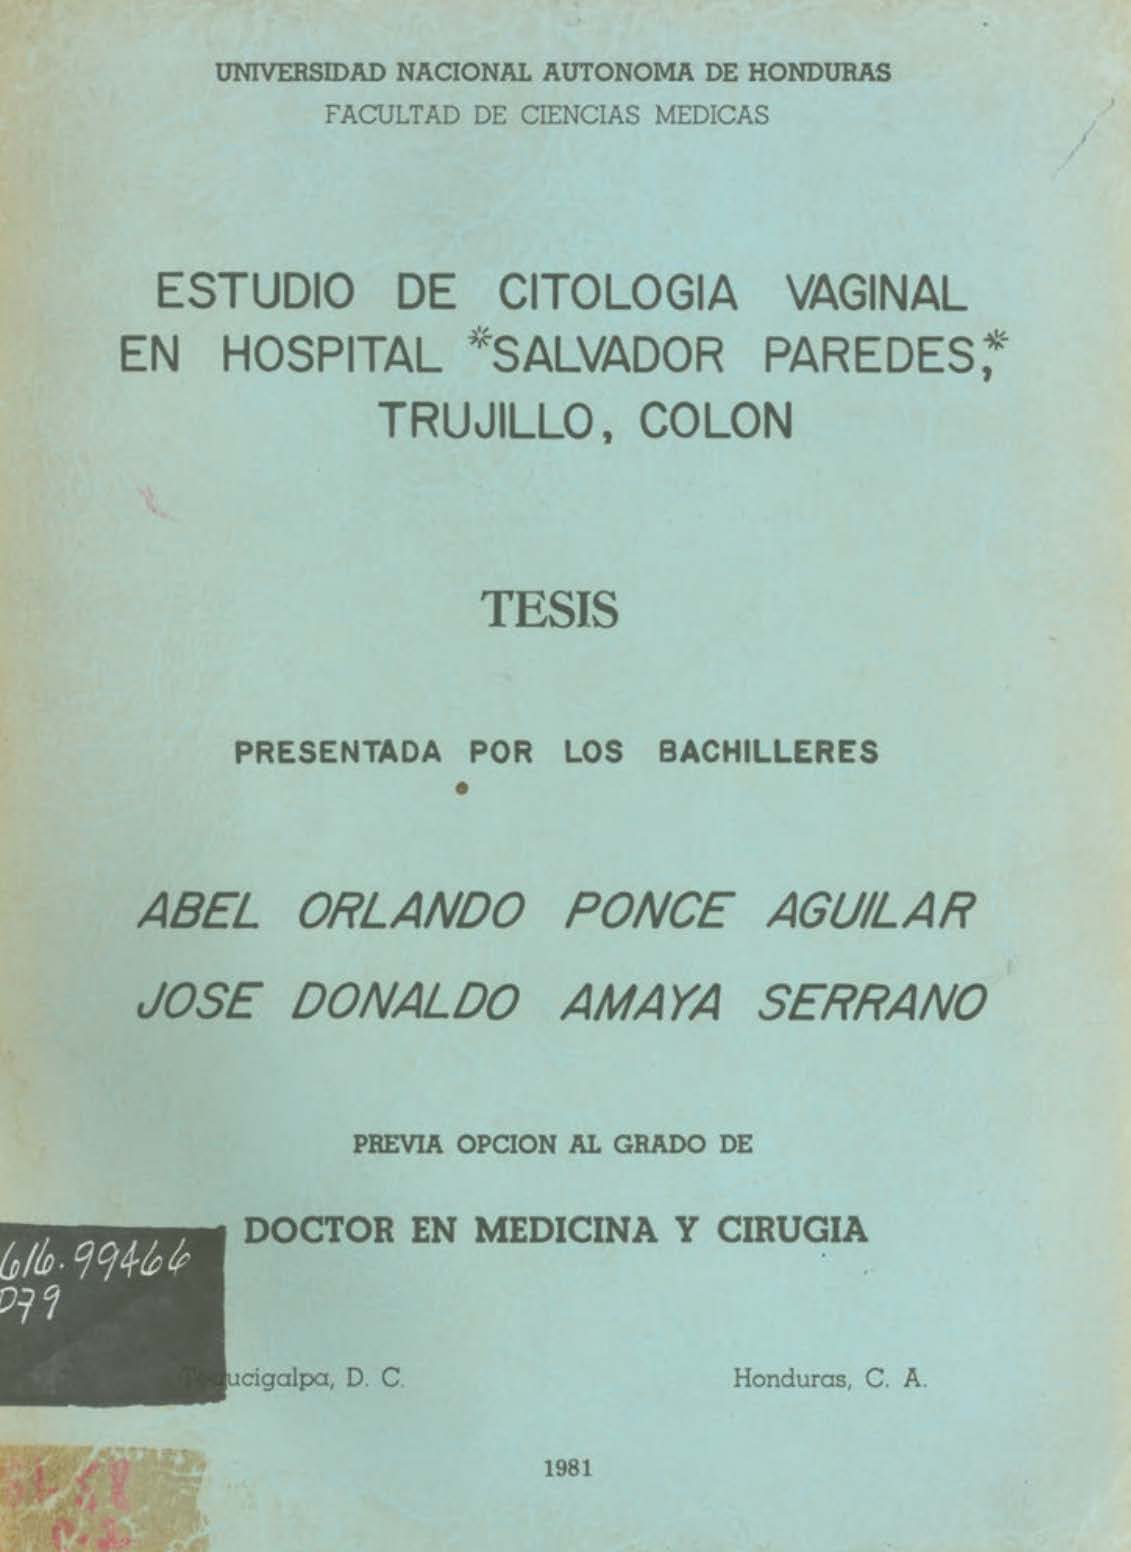 UNIVERSIDAD NACIONAL AUTONOMA DE HONDURAS
FACULTAD DE CIENCIAS MEDICAS
ESTUDIO DE CITOLOGIA VAGINAL
EN HOSPITAL *SALVADOR PAREDES,*
TRUJILLO, COLON
TESIS
PRESENTADA POR LOS BACHILLERES
ABEL ORLANDO PONCE AGUILAR
JOSE DONALDO AMAYA SERRANO
PREVIA OPCION AL GRADO DE
DOCTOR EN MEDICINA Y CIRUGIA
616.99466
D79
Tegucigalpa, D. C. Honduras, C. A.
1981